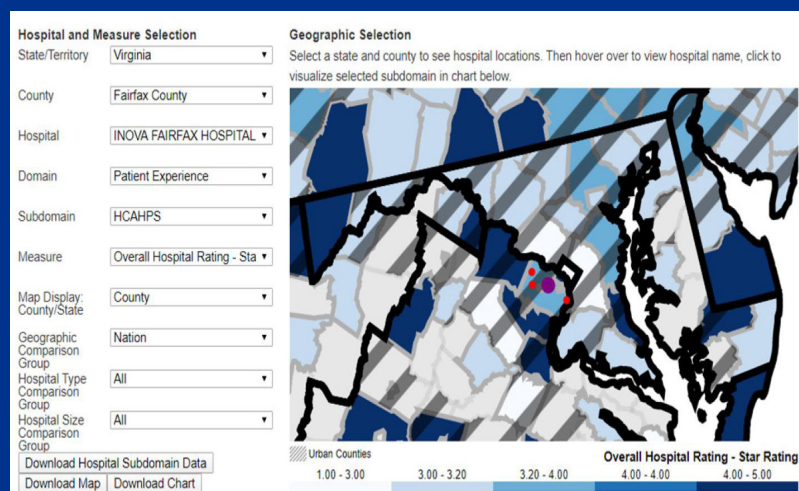 Hospital and Measure Selection
State/Territory Virginia
County Fairfax County
Hospital INOVA FAIRFAX HOSPITAL
Domain Patient Experience
Subdomain HCAHPS
Measure Overall Hospital Rating - Sta
Map Display:
County/State County
Geographic
Comparison
Group Nation
Hospital Type
Comparison
Group All
Hospital Size
Comparison
Group All
Download Hospital Subdomain Data
Download Map Download Chart
Geographic Selection
Select a state and county to see hospital locations. Then hover over to view hospital name, click to
visualize selected subdomain in chart below.
Urban Counties Overall Hospital Rating - Star Rating
1.00 - 3.00 3.00 - 3.20 3.20 - 4.00 4.00 - 4.00 4.00 - 5.00